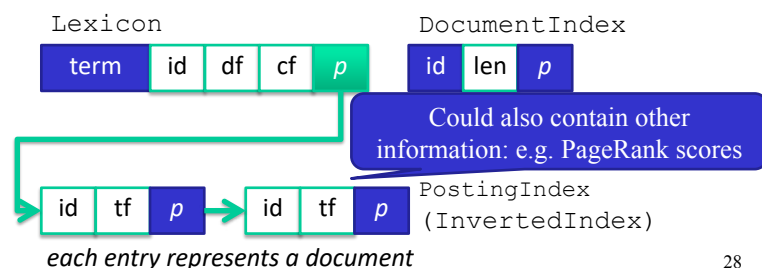 Lexicon
DocumentIndex
term id df cf p
id len p
Could also contain other
information: e.g. PageRank scores
id tf p
id tf p
PostingIndex
(InvertedIndex)
each entry represents a document
28